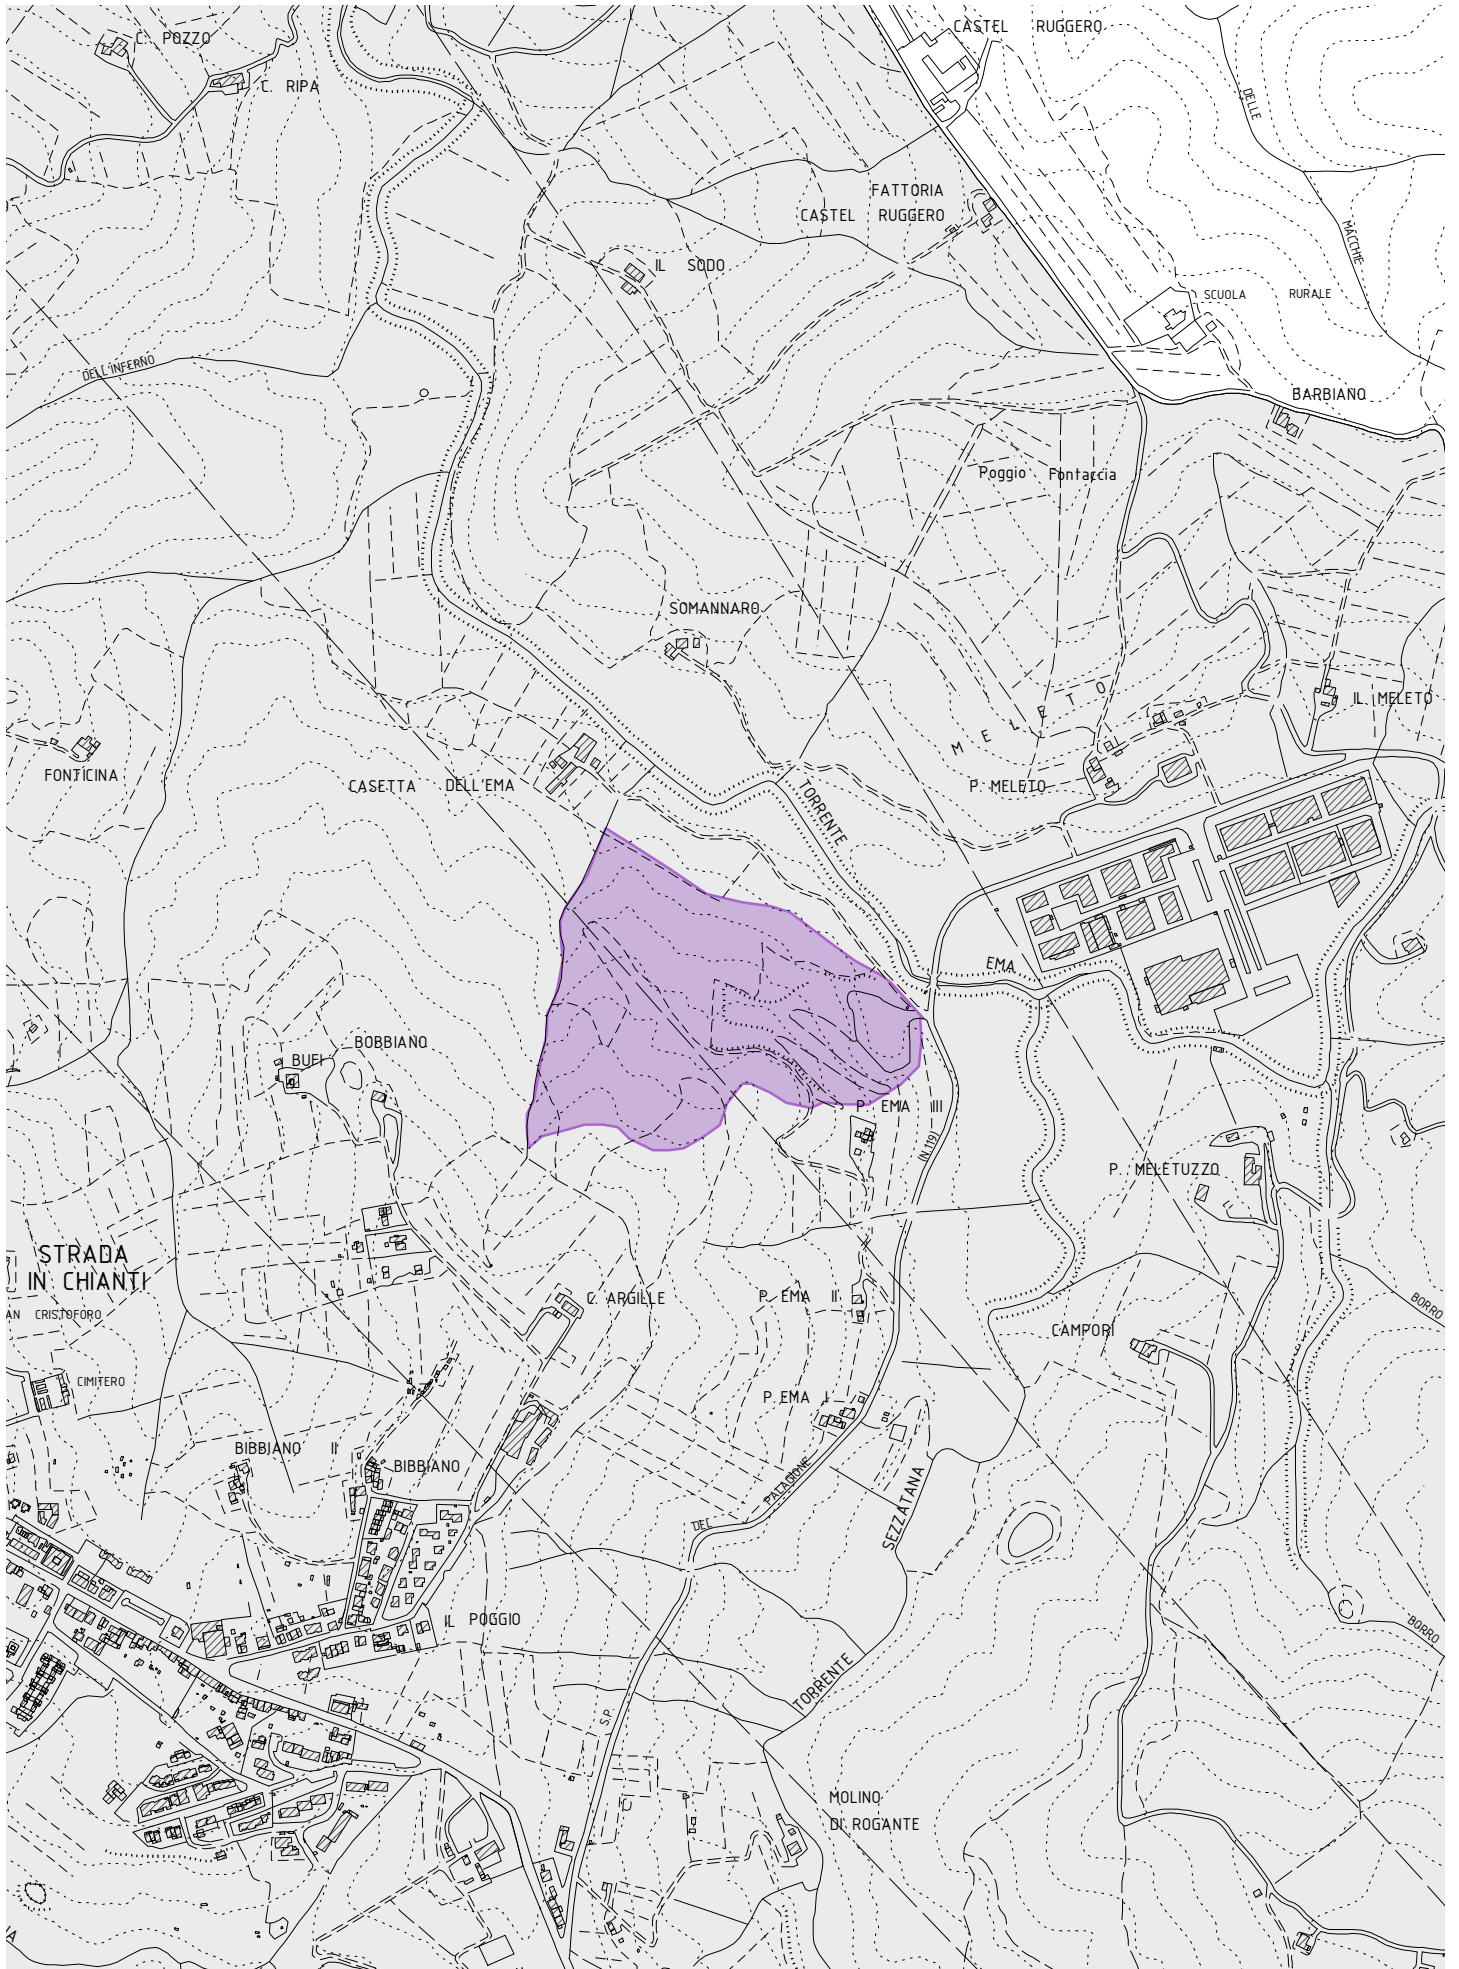 C. POZZO
CASTEL RUGGERO
C. RIPA
DELLE
FATTORIA
CASTEL RUGGERO
MACCHIE
IL SODO
SCUOLA RURALE
DELL'INFERNO
BARBIANO
Poggio Fontaccia
SOMANNARO
MELETO
IL MELETO
FONTICINA
CASETTA DELL'EMA
P. MELETO
TORRENTE
EMA
BOBBIANO
BUFI
P. EMA III
(N.119)
P. MELETUZZO
STRADA
IN CHIANTI
AN CRISTOFORO
C. ARGILLE
P. EMA II
BORRO
CAMPORI
CIMITERO
P. EMA I
BIBBIANO II
BIBBIANO
PALAGIONE
SEZZATANA
DEL
IL POGGIO
BORRO
TORRENTE
S.P.
MOLINO
DI ROGANTE